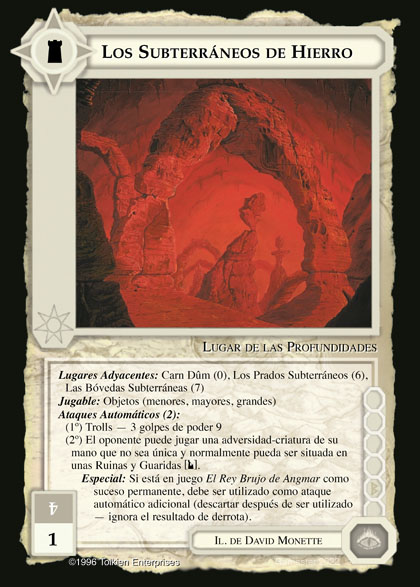 Los Subterráneos de Hierro
Lugar de las Profundidades
Lugares Adyacentes: Carn Dûm (0), Los Prados Subterráneos (6),
Las Bóvedas Subterráneas (7)
Jugable: Objetos (menores, mayores, grandes)
Ataques Automáticos (2):
(1º) Trolls — 3 golpes de poder 9
(2º) El oponente puede jugar una adversidad-criatura de su
mano que no sea única y normalmente pueda ser situada en
unas Ruinas y Guaridas [].
Especial: Si está en juego El Rey Brujo de Angmar como
suceso permanente, debe ser utilizado como ataque
automático adicional (descartar después de ser utilizado
— ignora el resultado de derrota).
1
Il. de David Monette
©1996 Tolkien Enterprises